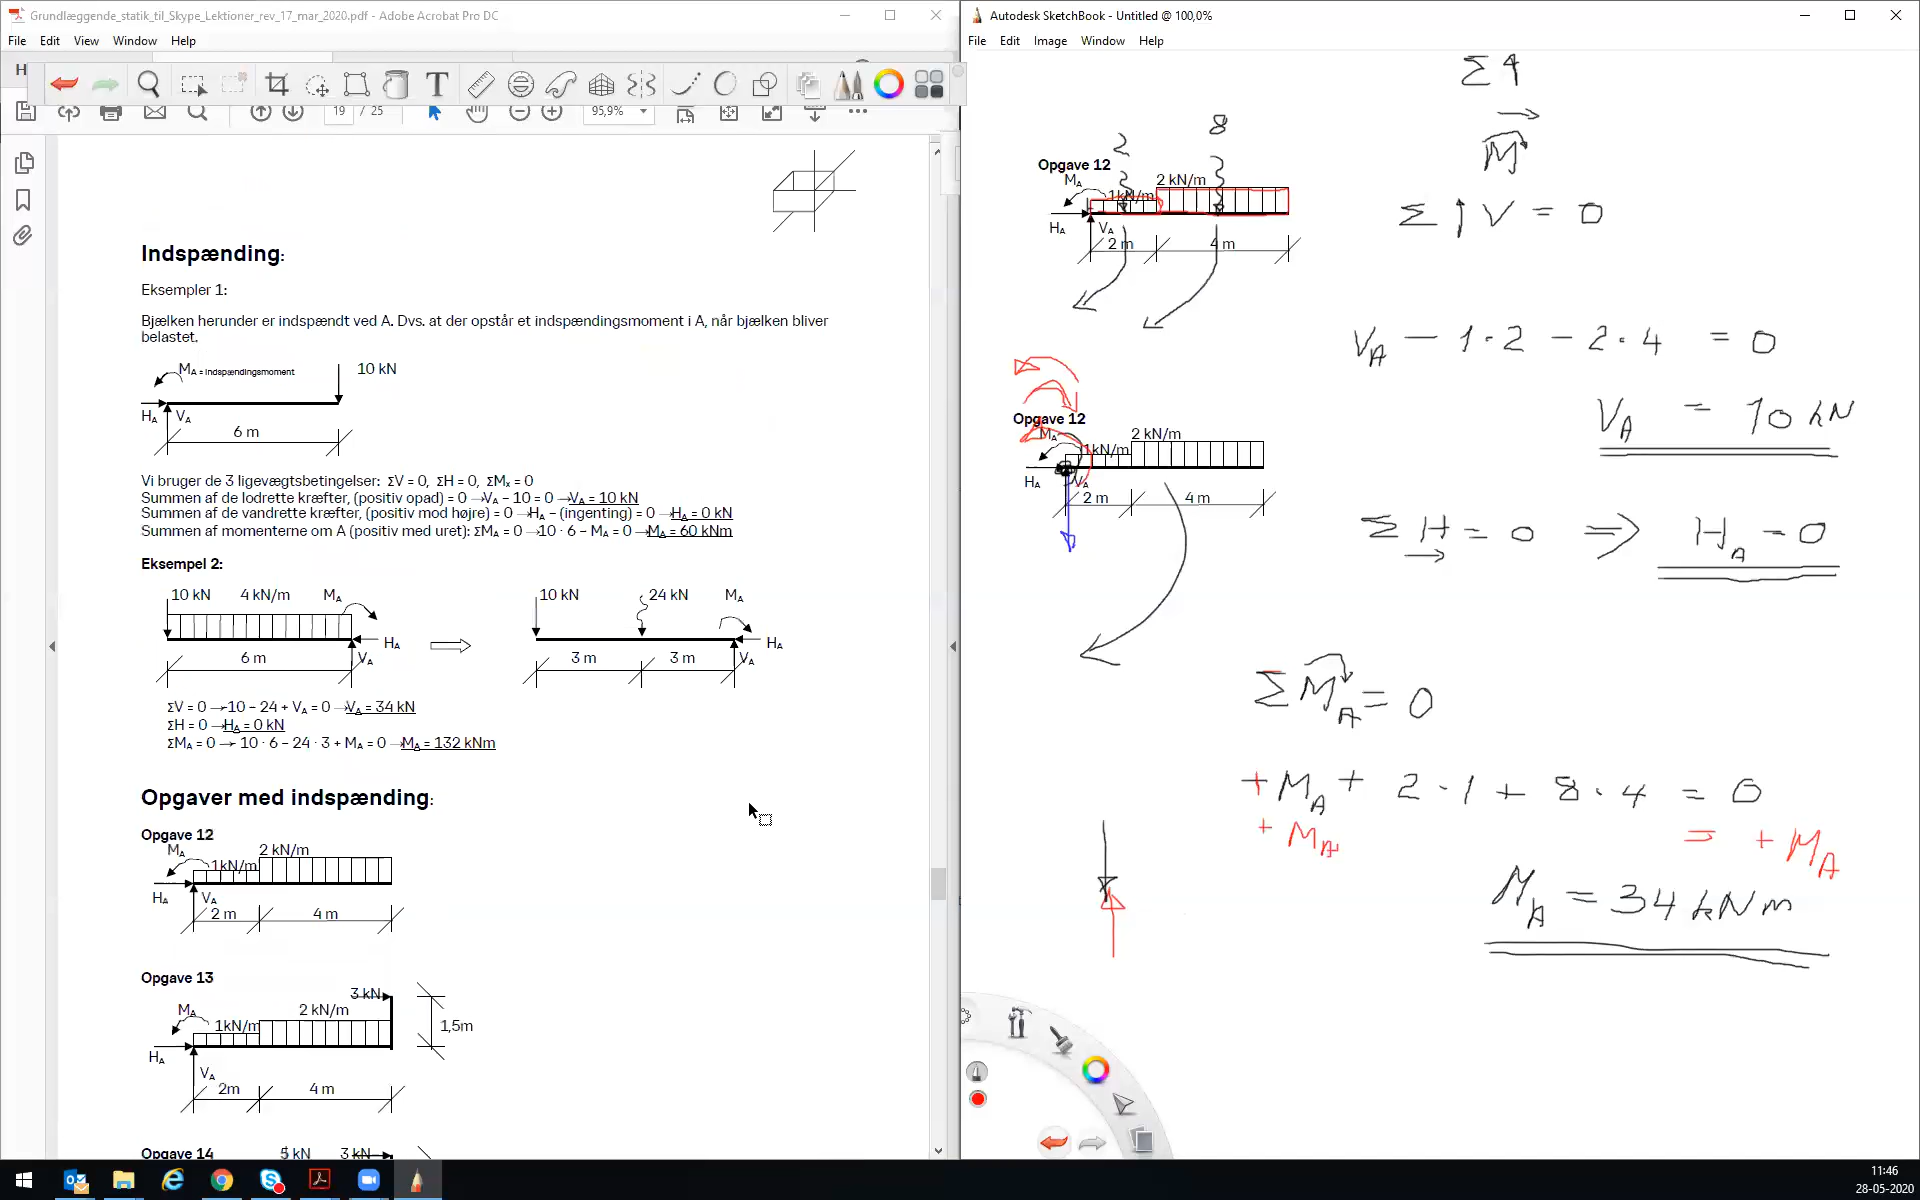 Grundlæggende_statik_til_Skype_Lektioner_rev_17_mar_2020.pdf - Adobe Acrobat Pro DC
File Edit View Window Help
H
19 / 25
95,9%
Indspænding:
Eksempler 1:
Bjælken herunder er indspændt ved A. Dvs. at der opstår et indspændingsmoment i A, når bjælken bliver
belastet.
MA = Indspændingsmoment 10 kN
HA VA
6 m
Vi bruger de 3 ligevægtsbetingelser: ΣV = 0, ΣH = 0, ΣMx = 0
Summen af de lodrette kræfter, (positiv opad) = 0 → VA – 10 = 0 → VA = 10 kN
Summen af de vandrette kræfter, (positiv mod højre) = 0 → HA – (ingenting) = 0 → HA = 0 kN
Summen af momenterne om A (positiv med uret): ΣMA = 0 → 10 · 6 – MA = 0 → MA = 60 kNm
Eksempel 2:
10 kN 4 kN/m MA
HA
6 m VA
10 kN 24 kN MA
HA
3 m 3 m VA
ΣV = 0 → -10 – 24 + VA = 0 → VA = 34 kN
ΣH = 0 → HA = 0 kN
ΣMA = 0 → - 10 · 6 – 24 · 3 + MA = 0 → MA = 132 kNm
Opgaver med indspænding:
Opgave 12
MA 2 kN/m
1kN/m
HA VA
2 m 4 m
Opgave 13
3 kN
MA 2 kN/m
1kN/m 1,5m
HA
VA
2m 4 m
Opgave 14 5 kN 3 kN
Autodesk SketchBook - Untitled @ 100,0%
File Edit Image Window Help
Σ
M
2 8
Opgave 12
MA 2 kN/m
1kN/m
HA VA
2 m 4 m
Σ ↑ V = 0
VA – 1 · 2 – 2 · 4 = 0
VA = 10 kN
Opgave 12
MA 2 kN/m
1kN/m
HA VA
2 m 4 m
Σ H = 0 ⇒ HA = 0
Σ MA = 0
+ MA + 2 · 1 + 8 · 4 = 0
+ MA = + MA
MA = 34 kNm
11:46
28-05-2020